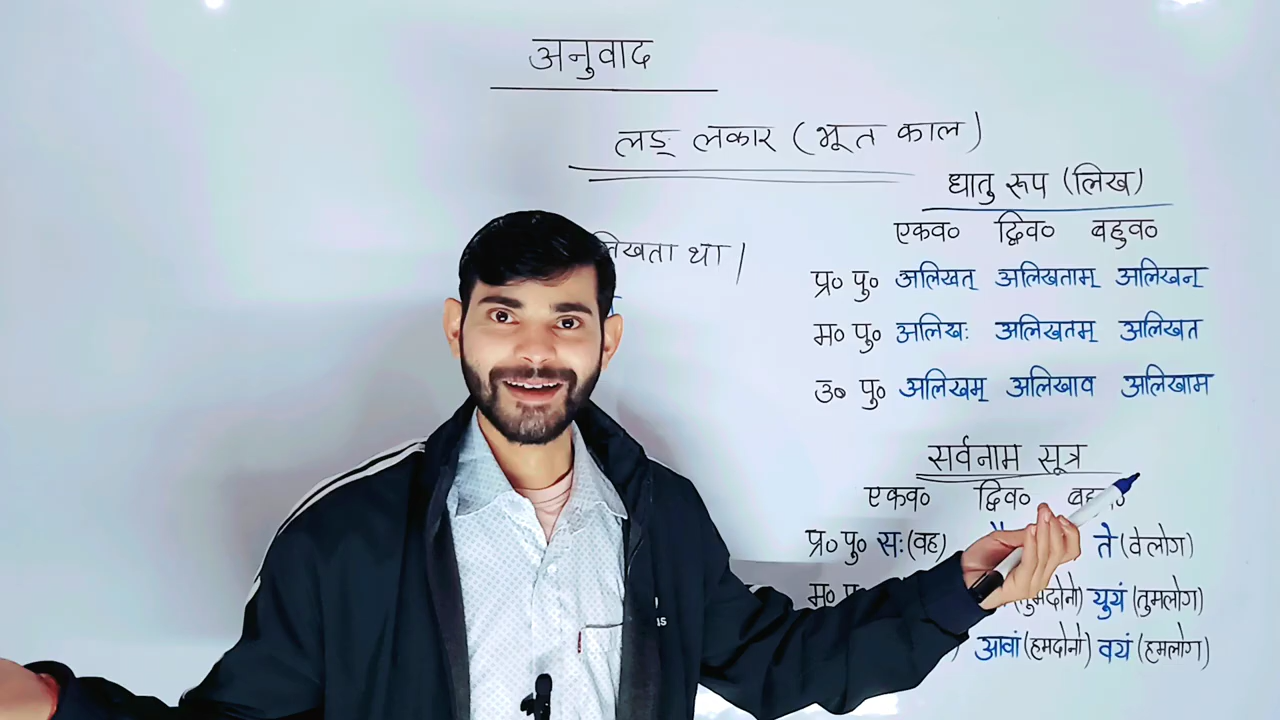 अनुवाद
लङ् लकार (भूत काल)
धातु रूप (लिख)
एकव० द्विव० बहुव०
लिखता था।
प्र० पु० अलिखत् अलिखताम् अलिखन्
म० पु० अलिखः अलिखतम् अलिखत
उ० पु० अलिखम् अलिखाव अलिखाम
सर्वनाम सूत्र
एकव० द्विव०
प्र० पु० सः (वह) ते (वे लोग)
म० (तुमदोनो) युयं (तुमलोग)
आवां (हमदोनो) वयं (हमलोग)